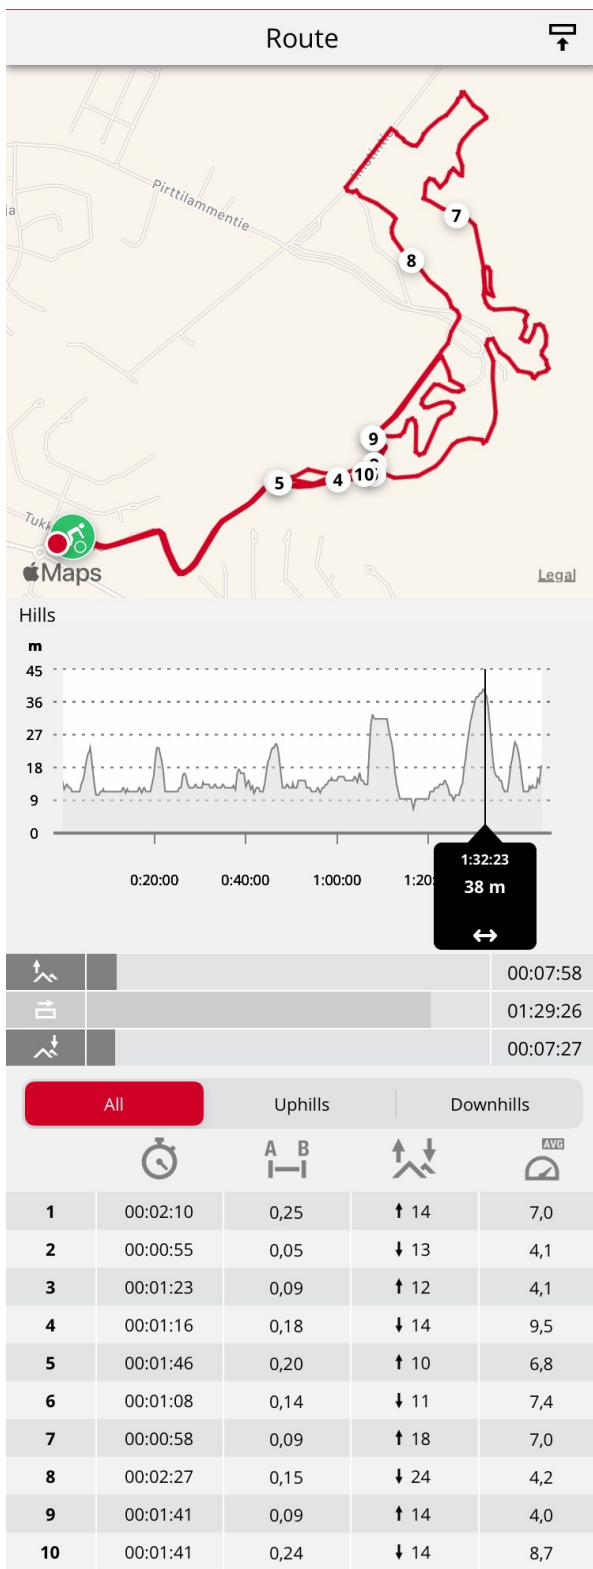 Route
Pirttilammentie
ja
7
8
9
10
4
5
Tukk
Maps
Legal
Hills
m
45
36
27
18
9
0
0:20:00 0:40:00 1:00:00 1:20:
1:32:23
38 m
00:07:58
01:29:26
00:07:27
All Uphills Downhills
A B AVG
1 00:02:10 0,25 14 7,0
2 00:00:55 0,05 13 4,1
3 00:01:23 0,09 12 4,1
4 00:01:16 0,18 14 9,5
5 00:01:46 0,20 10 6,8
6 00:01:08 0,14 11 7,4
7 00:00:58 0,09 18 7,0
8 00:02:27 0,15 24 4,2
9 00:01:41 0,09 14 4,0
10 00:01:41 0,24 14 8,7